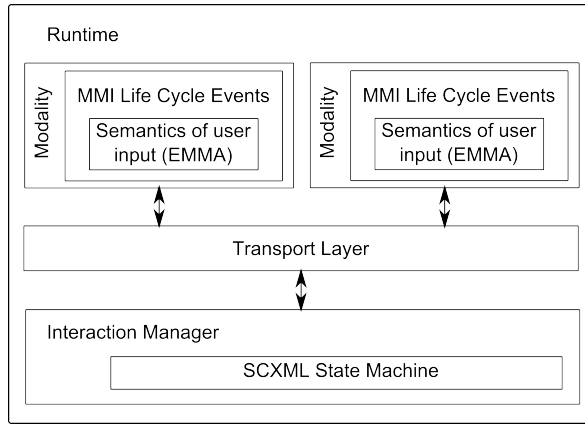 Runtime
Modality
MMI Life Cycle Events
Semantics of user
input (EMMA)
Modality
MMI Life Cycle Events
Semantics of user
input (EMMA)
Transport Layer
Interaction Manager
SCXML State Machine